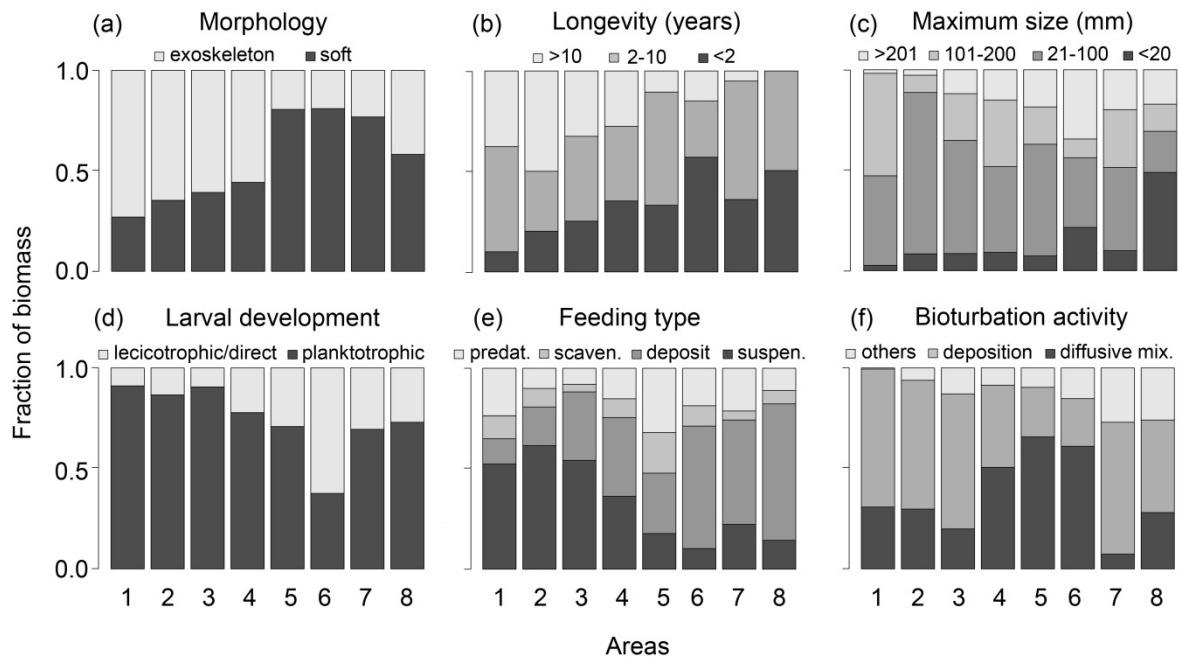 (a) Morphology
exoskeleton soft
(b) Longevity (years)
>10 2-10 <2
(c) Maximum size (mm)
>201 101-200 21-100 <20
1.0
0.5
0.0
Fraction of biomass
(d) Larval development
lecicotrophic/direct planktotrophic
(e) Feeding type
predat. scaven. deposit suspen.
(f) Bioturbation activity
others deposition diffusive mix.
1.0
0.5
0.0
1 2 3 4 5 6 7 8
1 2 3 4 5 6 7 8
1 2 3 4 5 6 7 8
Areas